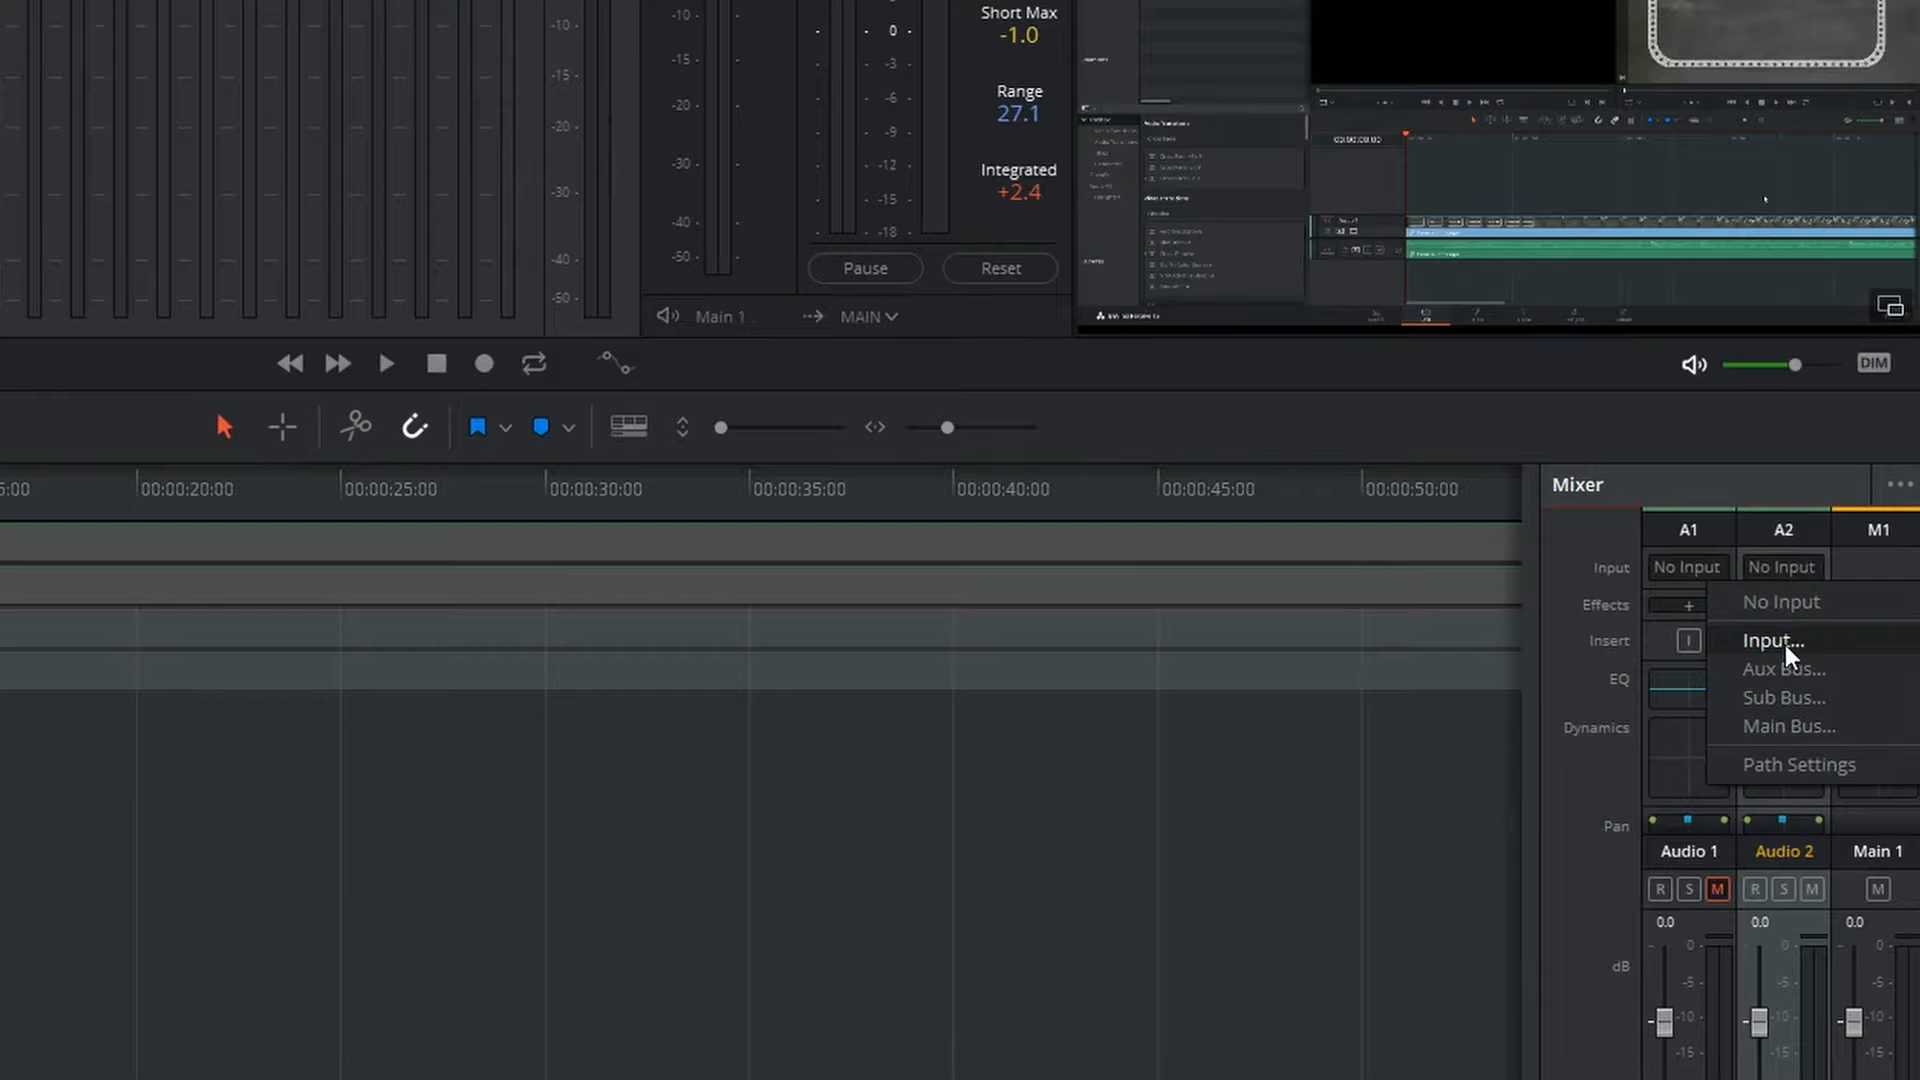 -10 -
-15 -
-20 -
-30 -
-40 -
-50 -
-10 -
-15 -
-20 -
-30 -
-40 -
-50 -
0
-3
-6
-9
-12
-15
-18
Short Max
-1.0
Range
27.1
Integrated
+2.4
Pause
Reset
Main 1
MAIN
00:00:00:00
DIM
5:00
00:00:20:00
00:00:25:00
00:00:30:00
00:00:35:00
00:00:40:00
00:00:45:00
00:00:50:00
Mixer
A1
A2
M1
Input
No Input
No Input
Effects
+
No Input
Insert
I
Input...
Aux Bus...
EQ
Sub Bus...
Dynamics
Main Bus...
Path Settings
Pan
Audio 1
Audio 2
Main 1
R S M
R S M
M
0.0
0.0
0.0
dB
0 -
-5 -
-10 -
-15 -
0 -
-5 -
-10 -
-15 -
0 -
-5 -
-10 -
-15 -